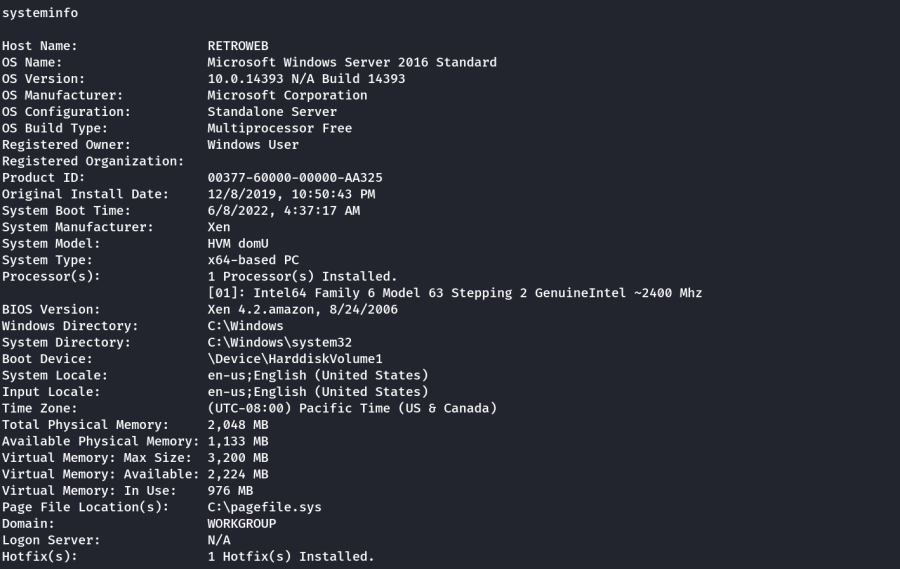 systeminfo
Host Name: RETROWEB
OS Name: Microsoft Windows Server 2016 Standard
OS Version: 10.0.14393 N/A Build 14393
OS Manufacturer: Microsoft Corporation
OS Configuration: Standalone Server
OS Build Type: Multiprocessor Free
Registered Owner: Windows User
Registered Organization:
Product ID: 00377-60000-00000-AA325
Original Install Date: 12/8/2019, 10:50:43 PM
System Boot Time: 6/8/2022, 4:37:17 AM
System Manufacturer: Xen
System Model: HVM domU
System Type: x64-based PC
Processor(s): 1 Processor(s) Installed.
[01]: Intel64 Family 6 Model 63 Stepping 2 GenuineIntel ~2400 Mhz
BIOS Version: Xen 4.2.amazon, 8/24/2006
Windows Directory: C:\Windows
System Directory: C:\Windows\system32
Boot Device: \Device\HarddiskVolume1
System Locale: en-us;English (United States)
Input Locale: en-us;English (United States)
Time Zone: (UTC-08:00) Pacific Time (US & Canada)
Total Physical Memory: 2,048 MB
Available Physical Memory: 1,133 MB
Virtual Memory: Max Size: 3,200 MB
Virtual Memory: Available: 2,224 MB
Virtual Memory: In Use: 976 MB
Page File Location(s): C:\pagefile.sys
Domain: WORKGROUP
Logon Server: N/A
Hotfix(s): 1 Hotfix(s) Installed.